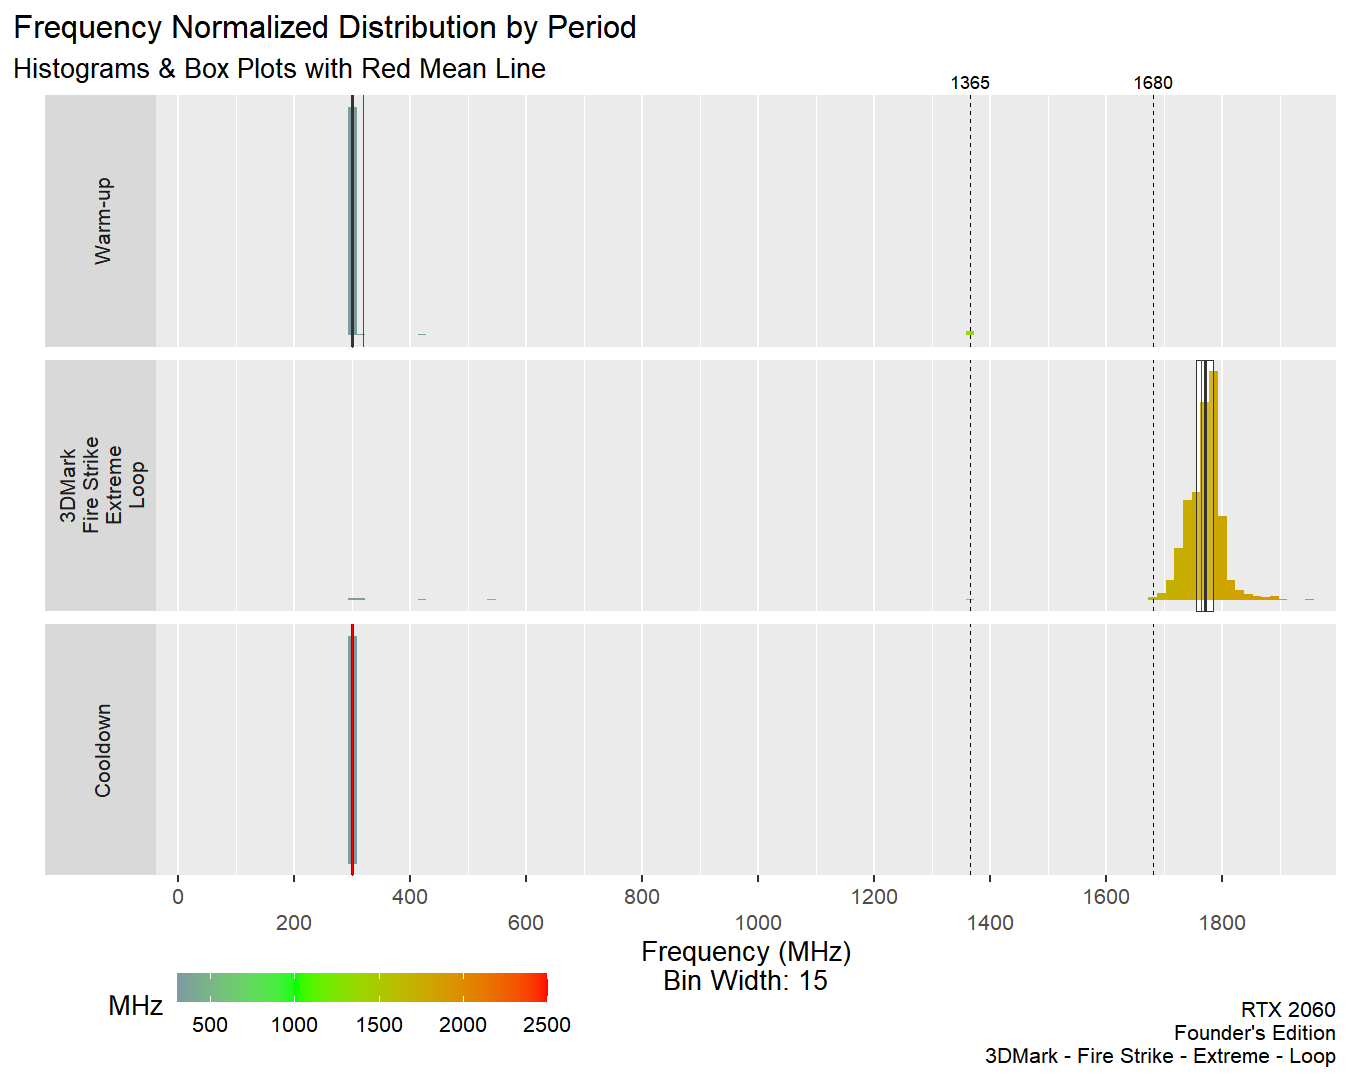 Frequency Normalized Distribution by Period
Histograms & Box Plots with Red Mean Line
1365 1680
Warm-up
3DMark
Fire Strike
Extreme
Loop
Cooldown
0 400 800 1200 1600
200 600 1000 1400 1800
Frequency (MHz)
Bin Width: 15
MHz
500 1000 1500 2000 2500
RTX 2060
Founder's Edition
3DMark - Fire Strike - Extreme - Loop